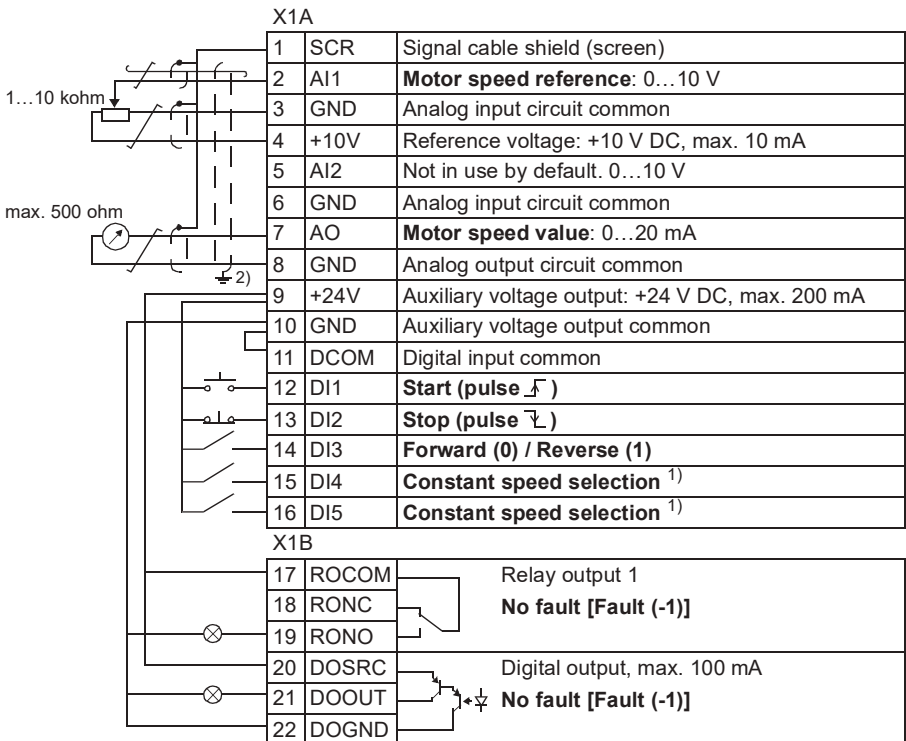 X1A
1 SCR Signal cable shield (screen)
2 AI1 Motor speed reference: 0…10 V
1…10 kohm
3 GND Analog input circuit common
4 +10V Reference voltage: +10 V DC, max. 10 mA
5 AI2 Not in use by default. 0…10 V
6 GND Analog input circuit common
max. 500 ohm
7 AO Motor speed value: 0…20 mA
8 GND Analog output circuit common
2)
9 +24V Auxiliary voltage output: +24 V DC, max. 200 mA
10 GND Auxiliary voltage output common
11 DCOM Digital input common
12 DI1 Start (pulse )
13 DI2 Stop (pulse )
14 DI3 Forward (0) / Reverse (1)
15 DI4 Constant speed selection 1)
16 DI5 Constant speed selection 1)
X1B
17 ROCOM Relay output 1
18 RONC No fault [Fault (-1)]
19 RONO
20 DOSRC Digital output, max. 100 mA
21 DOOUT No fault [Fault (-1)]
22 DOGND